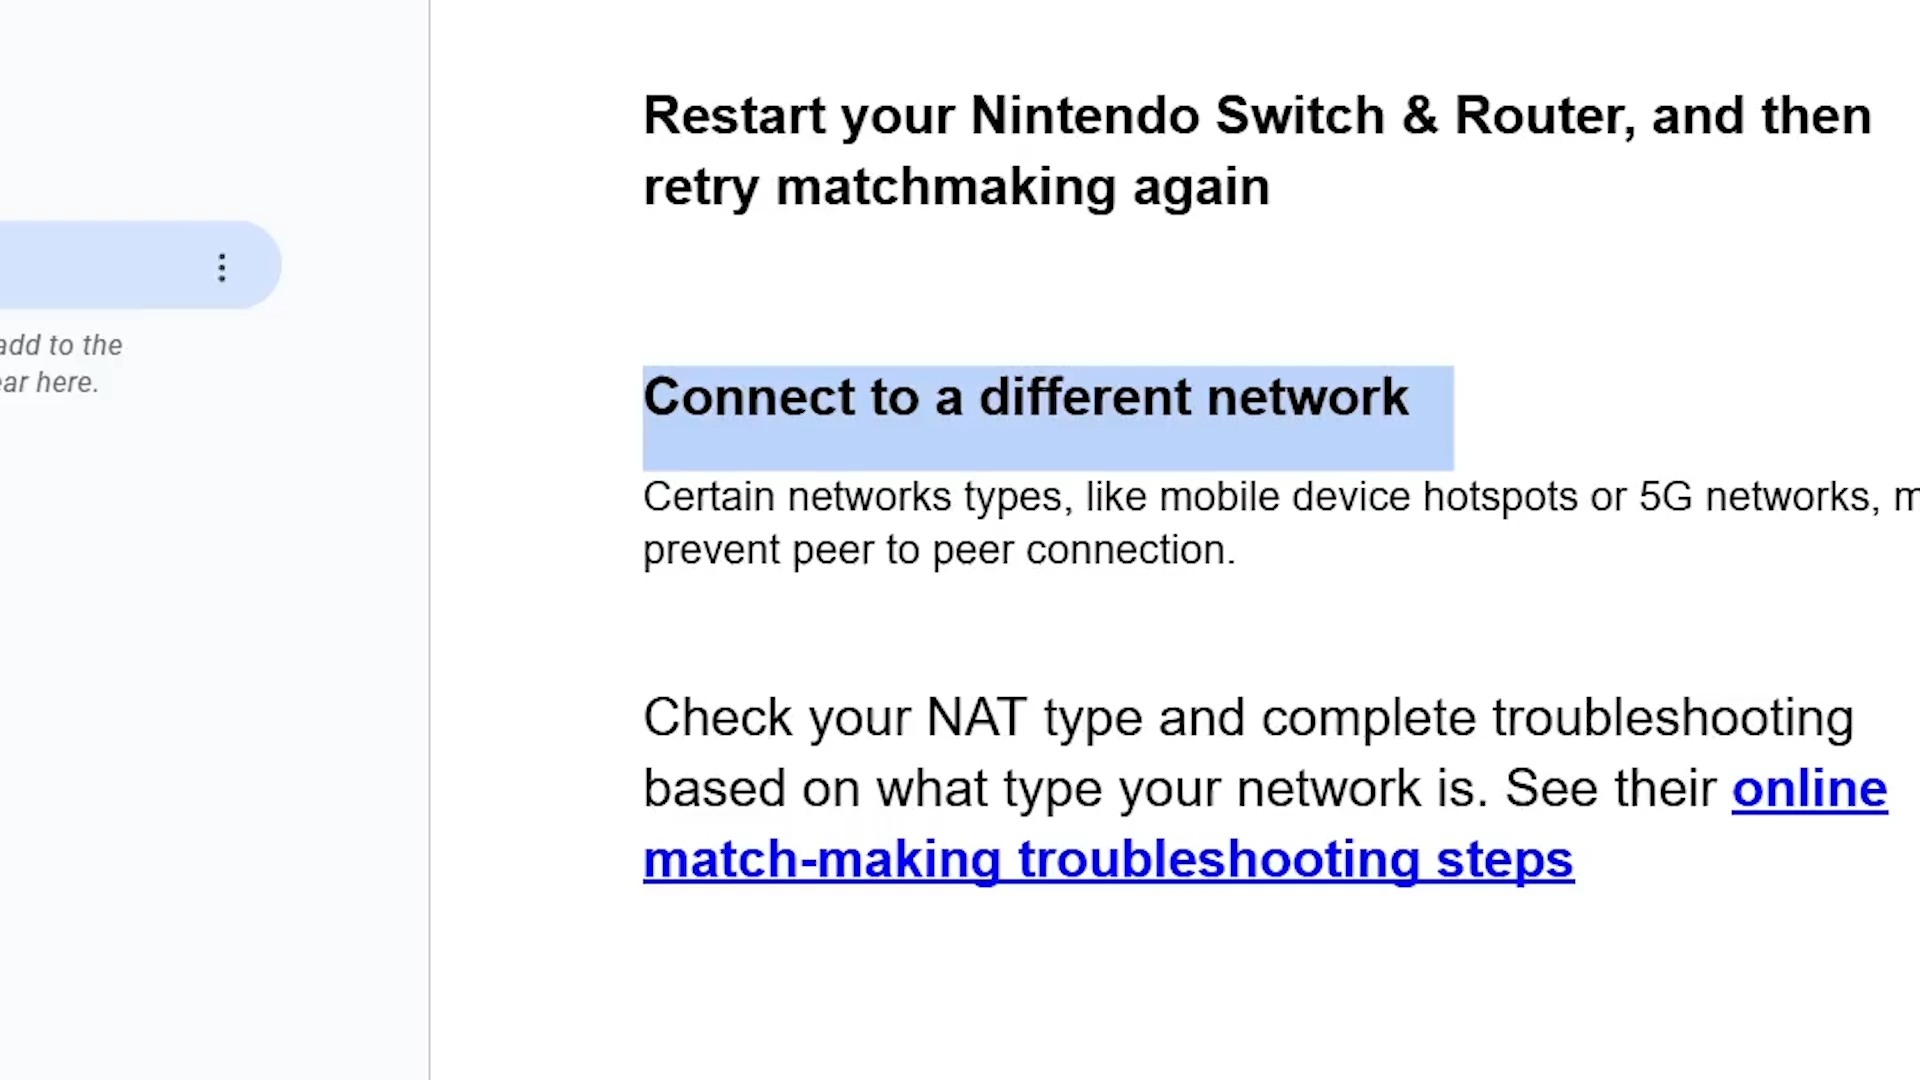 Restart your Nintendo Switch & Router, and then
retry matchmaking again
add to the
ear here.
Connect to a different network
Certain networks types, like mobile device hotspots or 5G networks,
prevent peer to peer connection.
Check your NAT type and complete troubleshooting
based on what type your network is. See their online
match-making troubleshooting steps